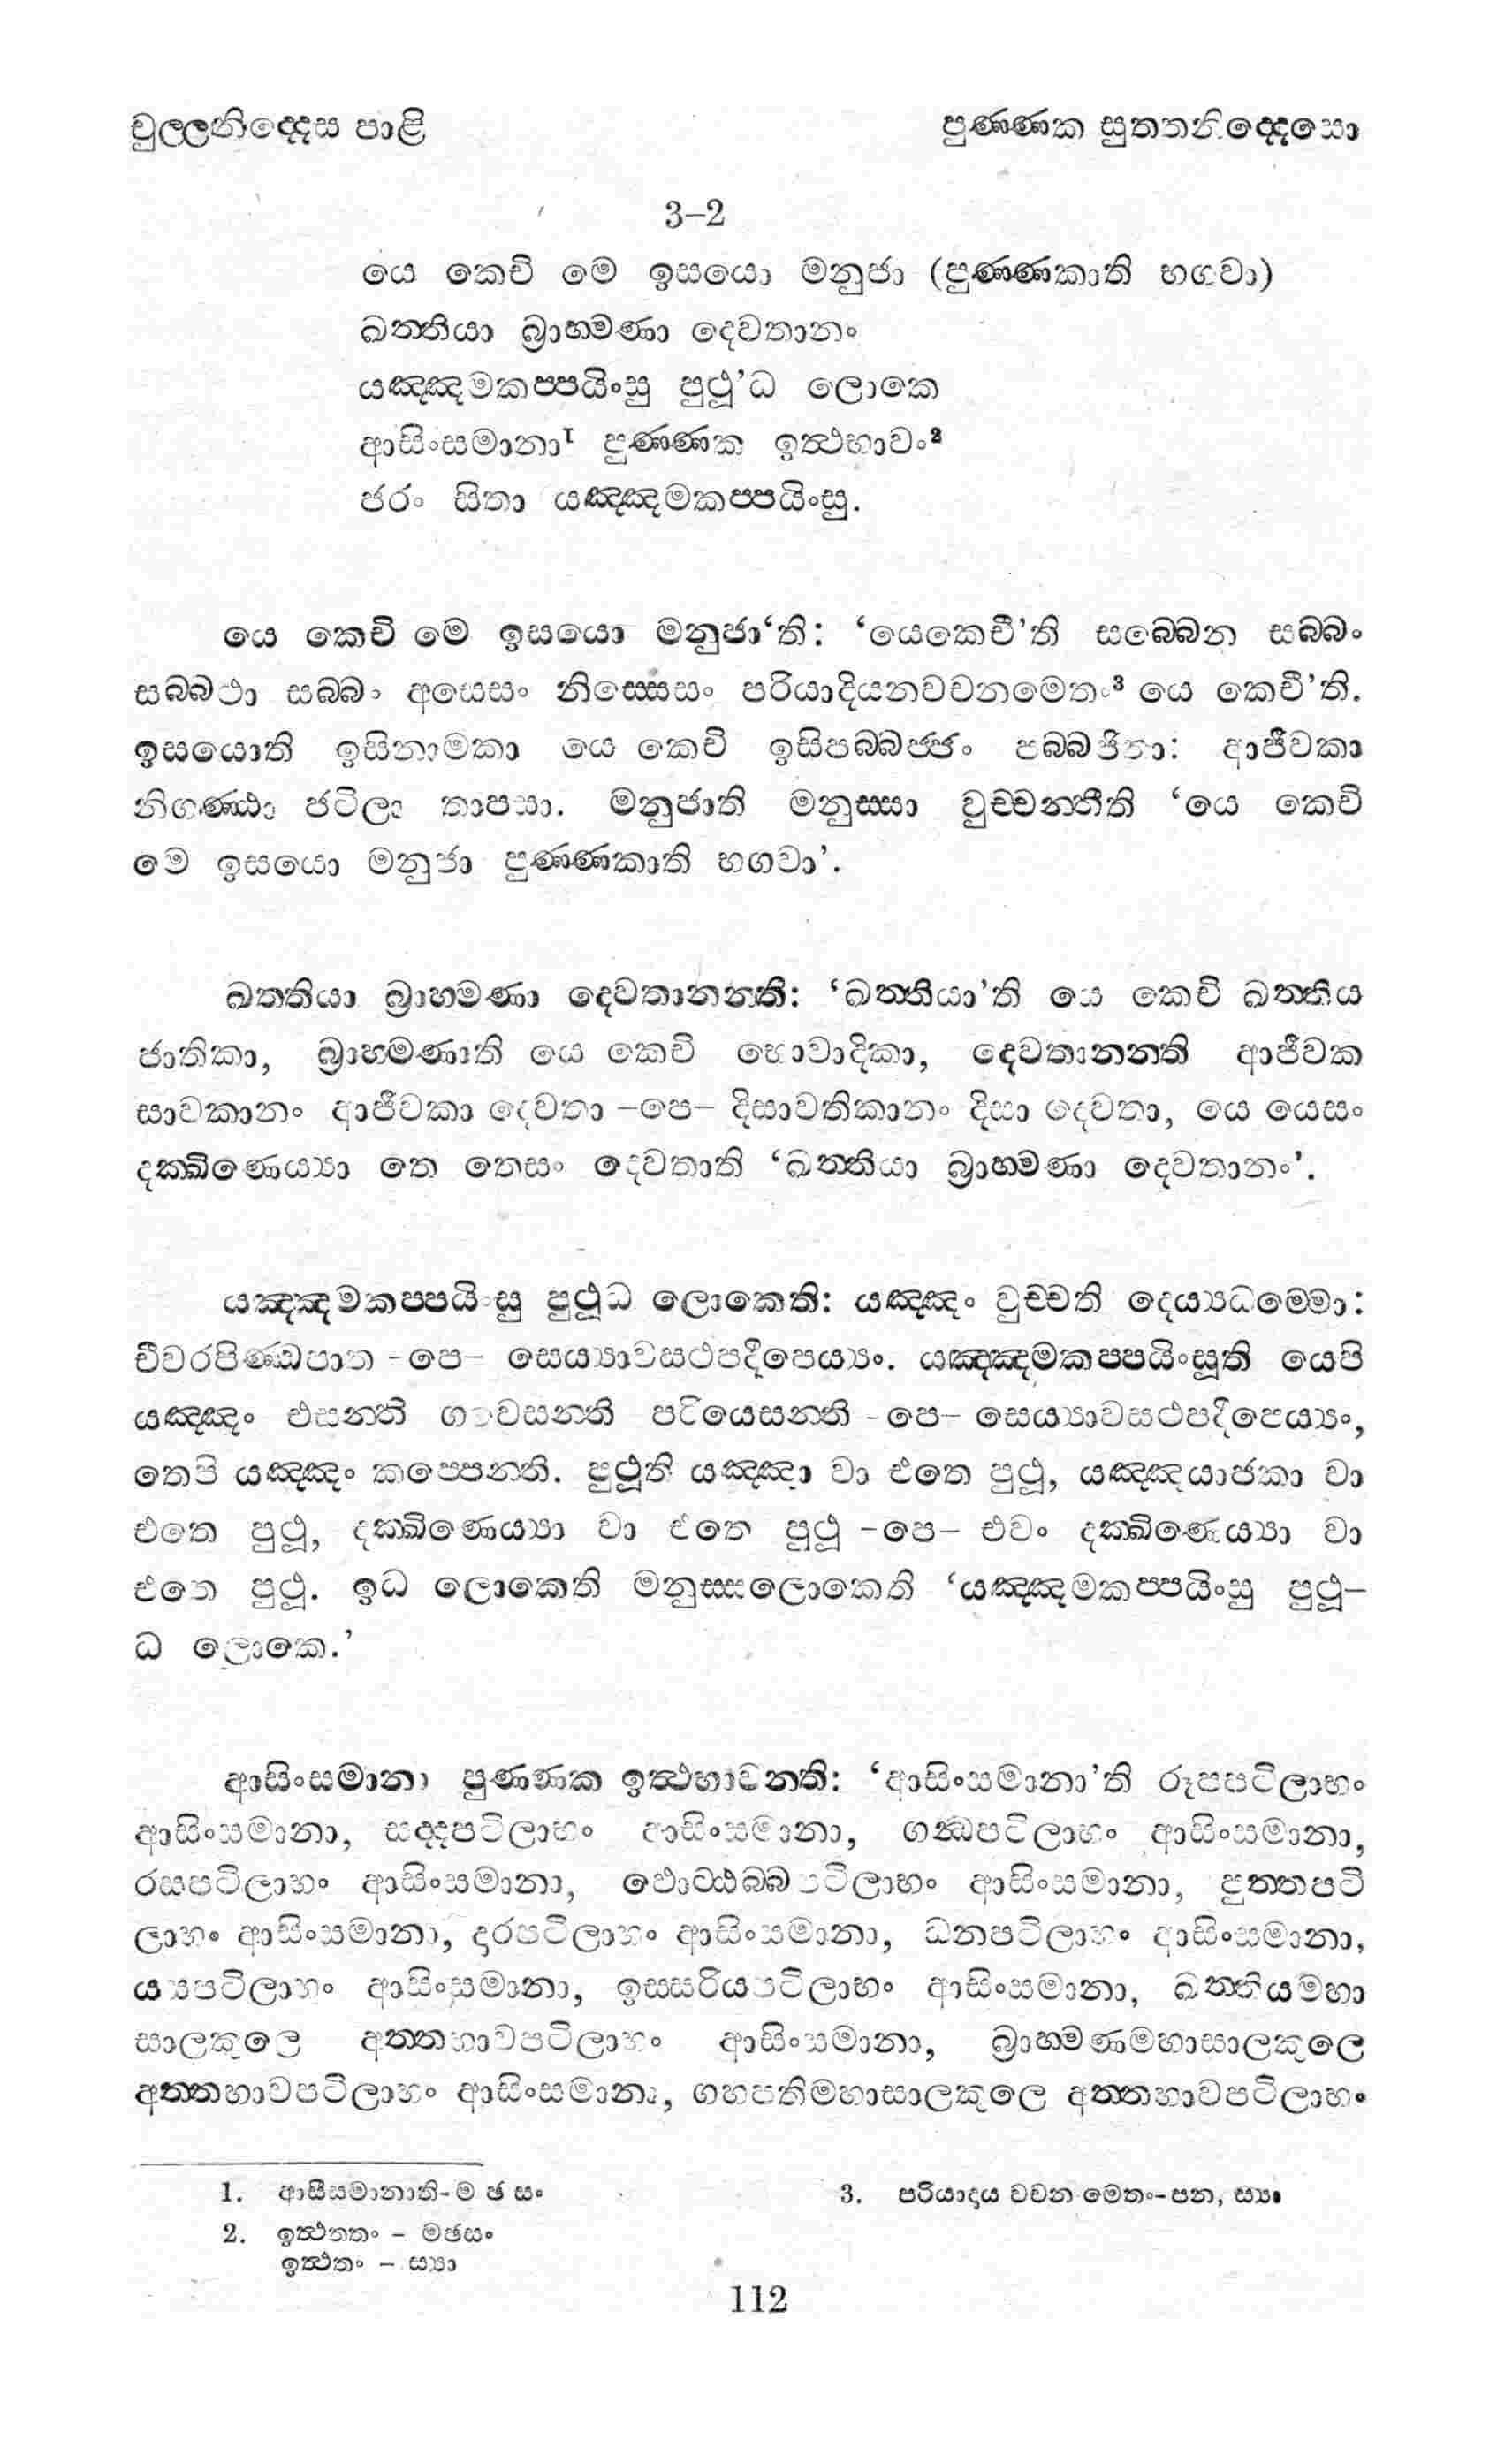 චුල්ලනිද්දෙස පාළි
පුණ්ණක සුත්තනිද්දෙසො
3–2
යෙ කෙචි මෙ ඉසයො මනුජා (පුණ්ණකාති භගවා)
ඛත්තියා බ්‍රාහ්මණා දෙවතානං
යඤ්ඤමකප්පයිංසු පුථූ’ධ ලොකෙ
ආසිංසමානා¹ පුණ්ණක ඉත්ථභාවං²
ජරං සිතා යඤ්ඤමකප්පයිංසු.
යෙ කෙචි මෙ ඉසයො මනුජා‘ති: ‘යෙකෙචී’ති සබ්බෙන සබ්බං
සබ්බථා සබ්බං අසෙසං නිස්සෙසං පරියාදියනවචනමෙතං³ යෙ කෙචී’ති.
ඉසයොති ඉසිනාමකා යෙ කෙචි ඉසිපබ්බජ්ජං පබ්බජිතා: ආජීවකා
නිගණ්ඨා ජටිලා තාපසා. මනුජාති මනුස්සා වුච්චන්තීති ‘යෙ කෙචි
මෙ ඉසයො මනුජා පුණ්ණකාති භගවා’.
ඛත්තියා බ්‍රාහ්මණා දෙවතානන්ති: ‘ඛත්තියා’ති යෙ කෙචි ඛත්තිය
ජාතිකා, බ්‍රාහ්මණාති යෙ කෙචි භොවාදිකා, දෙවතානන්ති ආජීවක
සාවකානං ආජීවකා දෙවතා –පෙ– දිසාවතිකානං දිසා දෙවතා, යෙ යෙසං
දක්ඛිණෙය්‍යා තෙ තෙසං දෙවතාති ‘ඛත්තියා බ්‍රාහ්මණා දෙවතානං’.
යඤ්ඤමකප්පයිංසු පුථූධ ලොකෙති: යඤ්ඤං වුච්චති දෙය්‍යධම්මො:
චීවරපිණ්ඩපාත -පෙ– සෙය්‍යාවසථපදීපෙය්‍යං. යඤ්ඤමකප්පයිංසූති යෙපි
යඤ්ඤං එසන්ති ගවෙසන්ති පරියෙසන්ති -පෙ– සෙය්‍යාවසථපදීපෙය්‍යං,
තෙපි යඤ්ඤං කප්පෙන්ති. පුථූති යඤ්ඤා වා එතෙ පුථූ, යඤ්ඤයාජකා වා
එතෙ පුථූ, දක්ඛිණෙය්‍යා වා එතෙ පුථූ -පෙ– එවං දක්ඛිණෙය්‍යා වා
එතෙ පුථූ. ඉධ ලොකෙති මනුස්සලොකෙති ‘යඤ්ඤමකප්පයිංසු පුථූ–
ධ ලොකෙ.’
ආසිංසමානා පුණ්ණක ඉත්ථභාවන්ති: ‘ආසිංසමානා’ති රූපපටිලාභං
ආසිංසමානා, සද්දපටිලාභං ආසිංසමානා, ගන්ධපටිලාභං ආසිංසමානා,
රසපටිලාභං ආසිංසමානා, ඵොට්ඨබ්බපටිලාභං ආසිංසමානා, පුත්තපටි
ලාභං ආසිංසමානා, දාරපටිලාභං ආසිංසමානා, ධනපටිලාභං ආසිංසමානා,
යසපටිලාභං ආසිංසමානා, ඉස්සරියපටිලාභං ආසිංසමානා, ඛත්තියමහා
සාලකුලෙ අත්තභාවපටිලාභං ආසිංසමානා, බ්‍රාහ්මණමහාසාලකුලෙ
අත්තභාවපටිලාභං ආසිංසමානා, ගහපතිමහාසාලකුලෙ අත්තභාවපටිලාභං
1. ආසීසමානාති- ම ඡ සං
2. ඉත්ථත්තං – මඡසං
ඉත්ථතං – ස්‍යා
3. පරියාදාය වචන මෙතං-පන, ස්‍යා
112